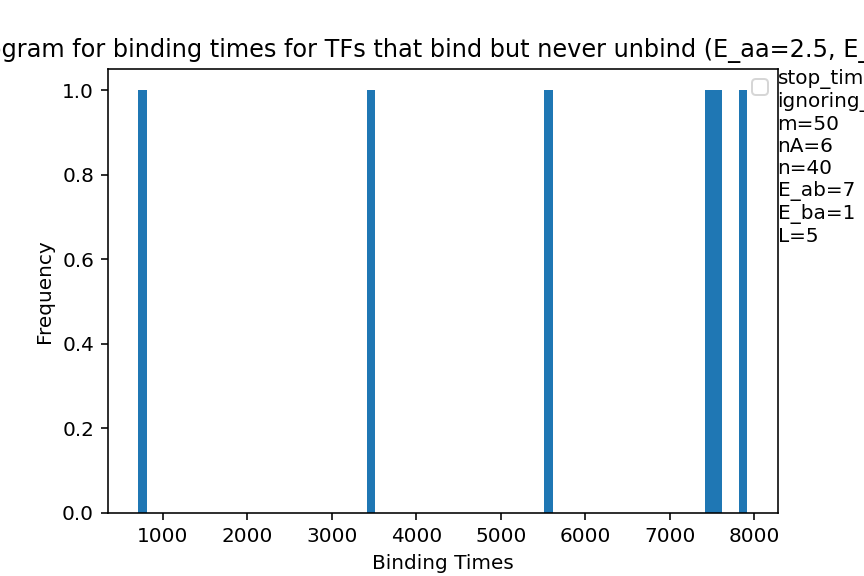 gram for binding times for TFs that bind but never unbind (E_aa=2.5, E_
stop_tim
ignoring_
m=50
nA=6
n=40
E_ab=7
E_ba=1
L=5
1.0
0.8
0.6
0.4
0.2
0.0
Frequency
1000 2000 3000 4000 5000 6000 7000 8000
Binding Times